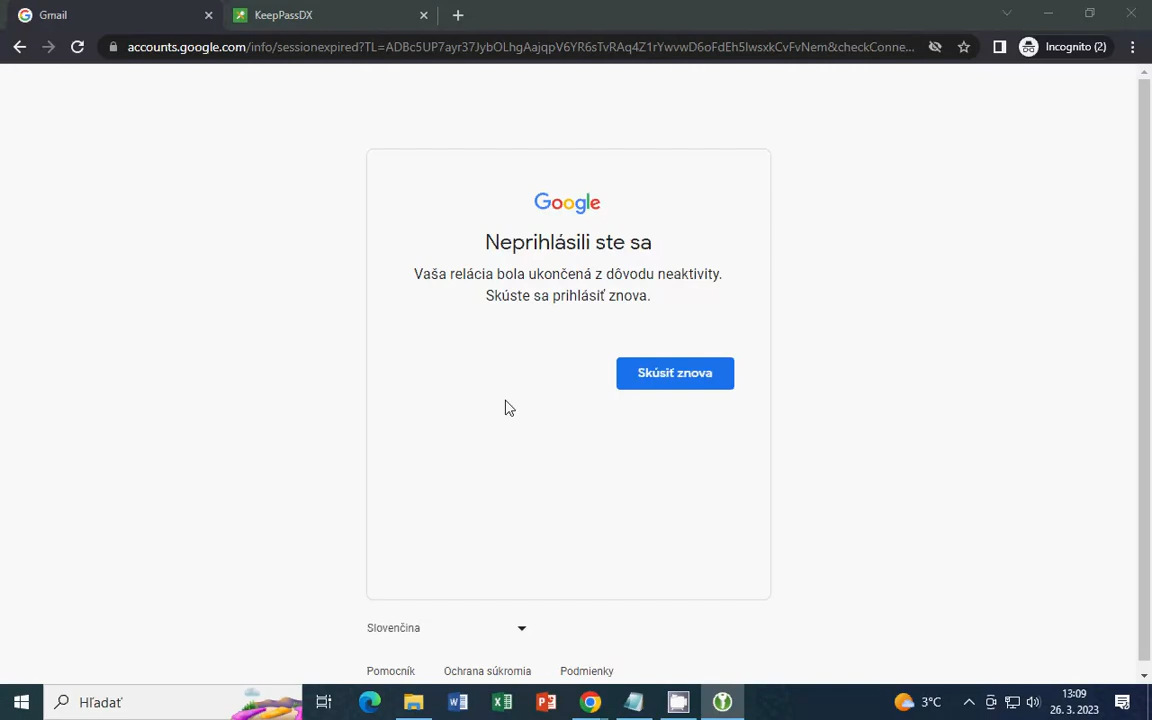 Gmail
KeepPassDX
accounts.google.com/info/sessionexpired?TL=ADBc5UP7ayr37JybOLhgAajqpV6YR6sTvRAq4Z1rYwvwD6oFdEh5lwsxkCvFvNem&checkConne...
Incognito (2)
Google
Neprihlásili ste sa
Vaša relácia bola ukončená z dôvodu neaktivity.
Skúste sa prihlásiť znova.
Skúsiť znova
Slovenčina
Pomocník Ochrana súkromia Podmienky
Hľadať
3°C
13:09
26. 3. 2023